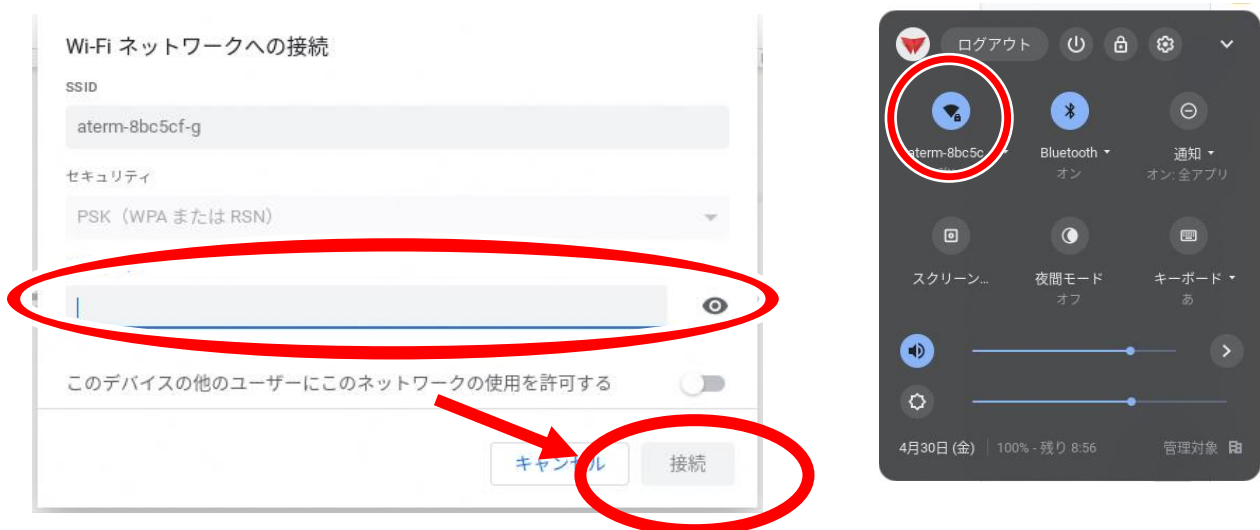 Wi-Fi ネットワークへの接続
SSID
aterm-8bc5cf-g
セキュリティ
PSK（WPA または RSN）
このデバイスの他のユーザーにこのネットワークの使用を許可する
キャンセル
接続
ログアウト
aterm-8bc5c...
Bluetooth
通知
オン
オン: 全アプリ
スクリーン...
夜間モード
キーボード
オフ
あ
4月30日 (金)
100% - 残り 8:56
管理対象